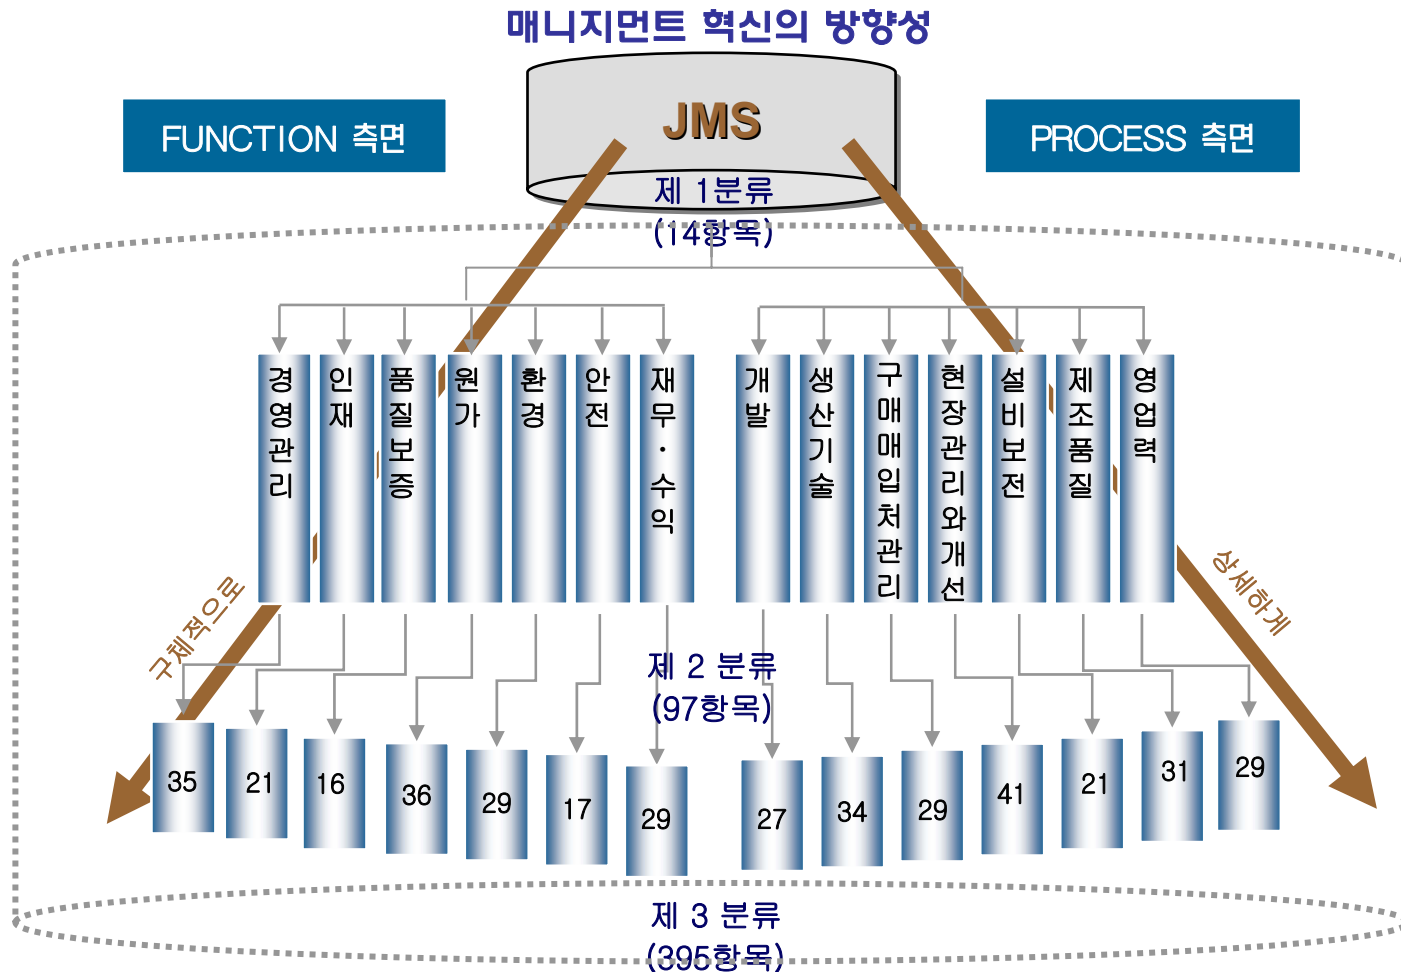 매니지먼트 혁신의 방향성
FUNCTION 측면
JMS
PROCESS 측면
제 1분류
(14항목)
경영관리
인재
품질보증
원가
환경
안전
재무·수익
개발
생산기술
구매매입처관리
현장관리와개선
설비보전
제조품질
영업력
구체적으로
상세하게
제 2 분류
(97항목)
35
21
16
36
29
17
29
27
34
29
41
21
31
29
제 3 분류
(395항목)